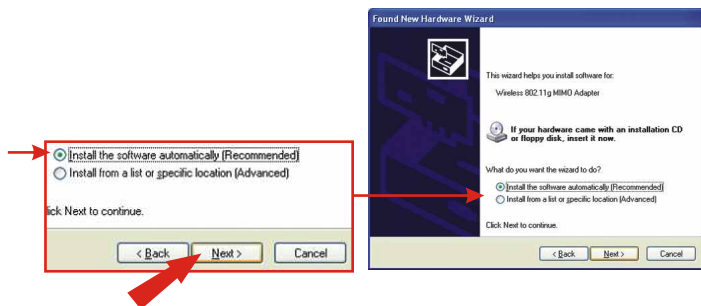 Found New Hardware Wizard
This wizard helps you install software for:
Wireless 802.11g MIMO Adapter
If your hardware came with an installation CD
or floppy disk, insert it now.
What do you want the wizard to do?
Install the software automatically (Recommended)
Install from a list or specific location (Advanced)
Click Next to continue.
< Back
Next >
Cancel
Install the software automatically (Recommended)
Install from a list or specific location (Advanced)
lick Next to continue.
< Back
Next >
Cancel